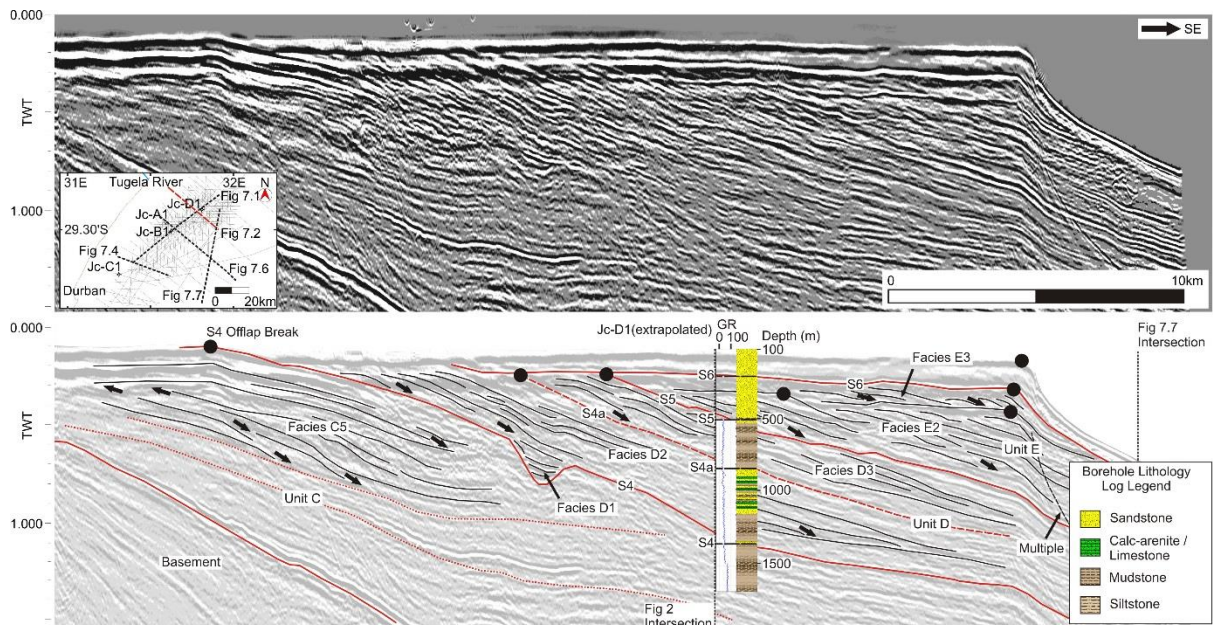 0.000
SE
TWT
31E
Tugela River
32E
N
Fig 7.1
Jc-D1
Jc-A1
29.30'S
Jc-B1
Fig 7.2
Fig 7.4
Jc-C1
Fig 7.6
Durban
Fig 7.7
0
20km
1.000
0
10km
0.000
S4 Offlap Break
Jc-D1(extrapolated)
GR
0 100
Depth (m)
100
Fig 7.7
Intersection
Facies E3
S6
S6
S5
S4a
Facies C5
S5
500
Facies E2
TWT
Facies D2
Unit E
S4a
Facies D3
S4
Unit C
Facies D1
1000
Unit D
1.000
Multiple
S4
1500
Basement
Fig 2
Intersection
Borehole Lithology
Log Legend
Sandstone
Calc-arenite /
Limestone
Mudstone
Siltstone